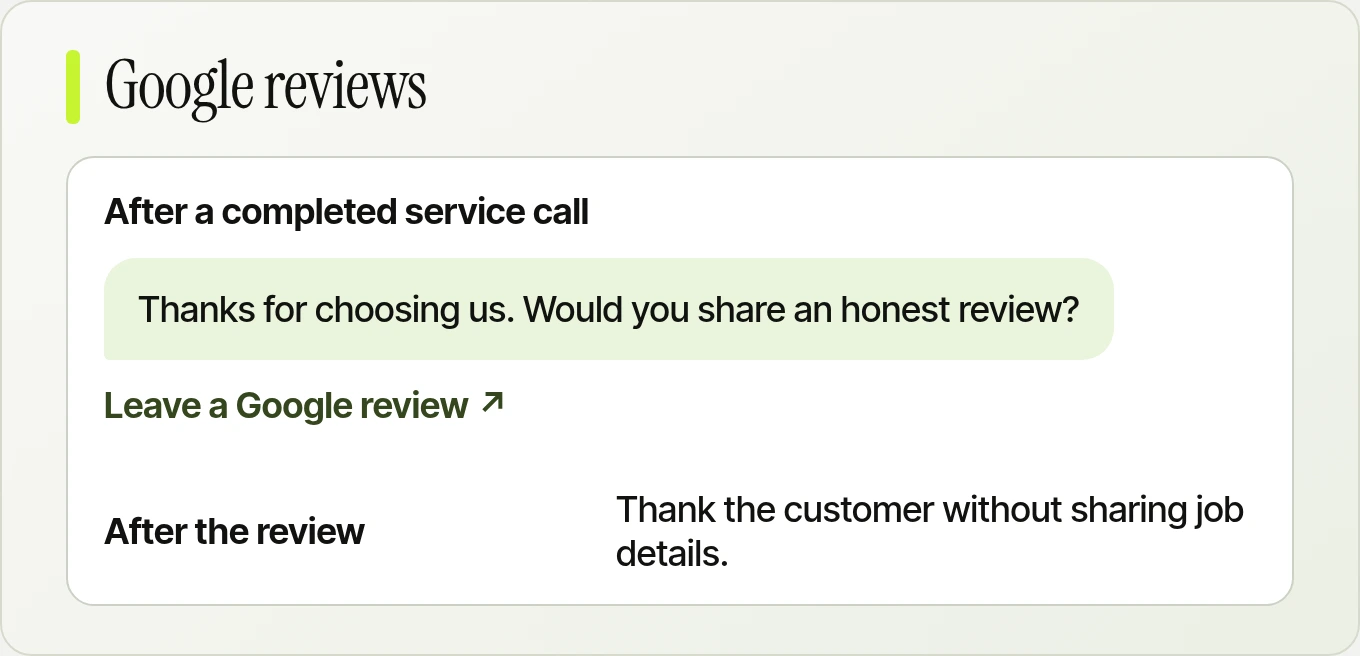 Google reviews
After a completed service call
Thanks for choosing us. Would you share an honest review?
Leave a Google review ↗
After the review
Thank the customer without sharing job
details.